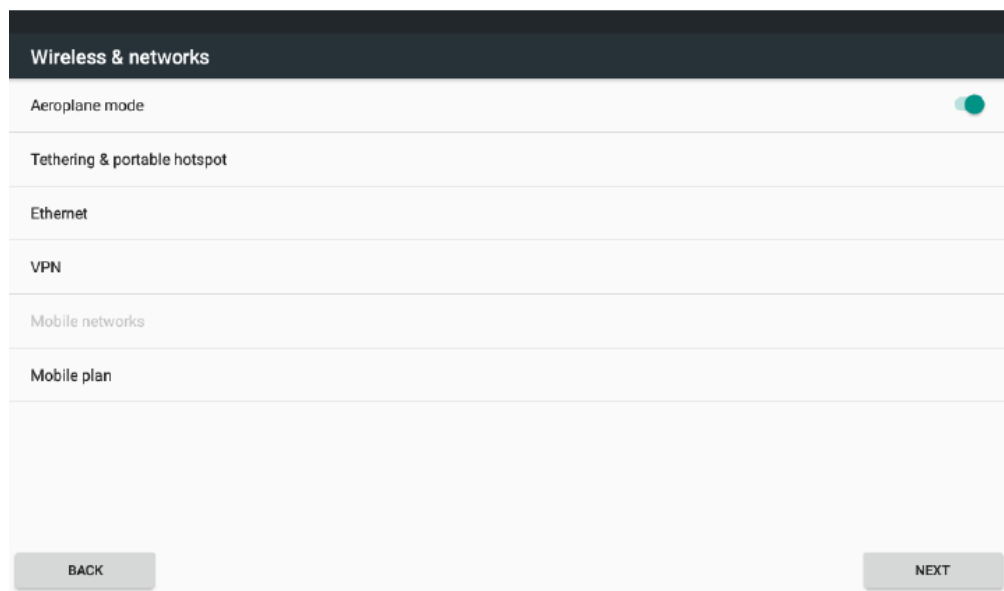 Wireless & networks
Aeroplane mode
Tethering & portable hotspot
Ethernet
VPN
Mobile networks
Mobile plan
BACK
NEXT